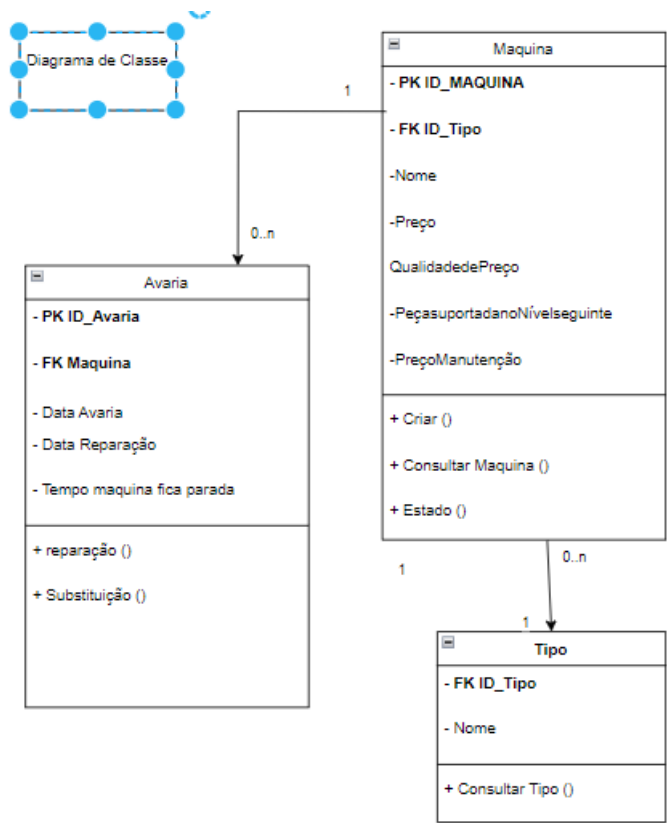 Diagrama de Classe
Maquina
- PK ID_MAQUINA
- FK ID_Tipo
-Nome
-Preço
QualidadedePreço
-PeçasuportadanoNívelseguinte
-PreçoManutenção
+ Criar ()
+ Consultar Maquina ()
+ Estado ()
1
0..n
Avaria
- PK ID_Avaria
- FK Maquina
- Data Avaria
- Data Reparação
- Tempo maquina fica parada
+ reparação ()
+ Substituição ()
1
0..n
1
Tipo
- FK ID_Tipo
- Nome
+ Consultar Tipo ()